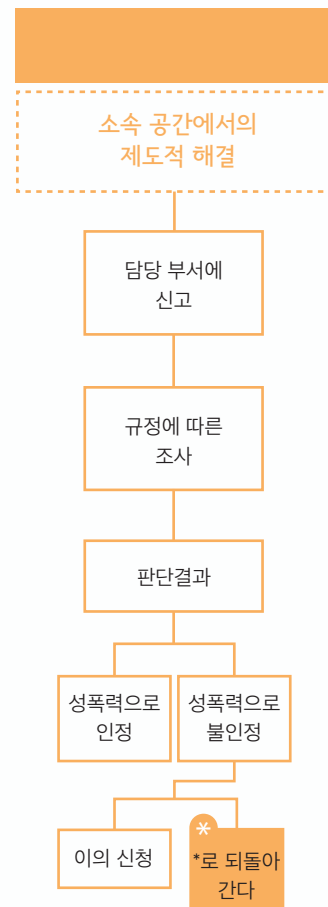 소속 공간에서의
제도적 해결
담당 부서에
신고
규정에 따른
조사
판단결과
성폭력으로
인정
성폭력으로
불인정
이의 신청
*
*로 되돌아
간다